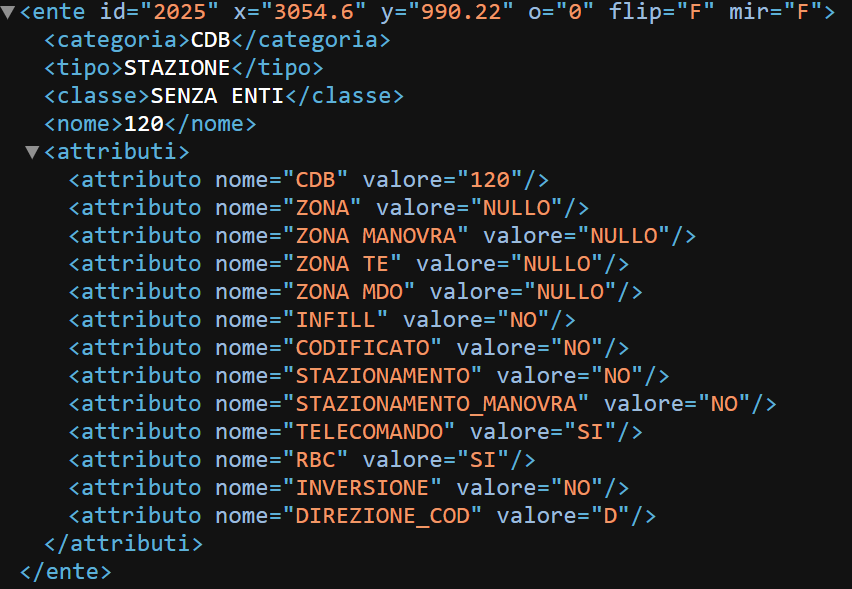 <ente id="2025" x="3054.6" y="990.22" o="0" flip="F" mir="F">
<categoria>CDB</categoria>
<tipo>STAZIONE</tipo>
<classe>SENZA ENTI</classe>
<nome>120</nome>
<attributi>
<attributo nome="CDB" valore="120"/>
<attributo nome="ZONA" valore="NULLO"/>
<attributo nome="ZONA MANOVRA" valore="NULLO"/>
<attributo nome="ZONA TE" valore="NULLO"/>
<attributo nome="ZONA MDO" valore="NULLO"/>
<attributo nome="INFILL" valore="NO"/>
<attributo nome="CODIFICATO" valore="NO"/>
<attributo nome="STAZIONAMENTO" valore="NO"/>
<attributo nome="STAZIONAMENTO_MANOVRA" valore="NO"/>
<attributo nome="TELECOMANDO" valore="SI"/>
<attributo nome="RBC" valore="SI"/>
<attributo nome="INVERSIONE" valore="NO"/>
<attributo nome="DIREZIONE_COD" valore="D"/>
</attributi>
</ente>